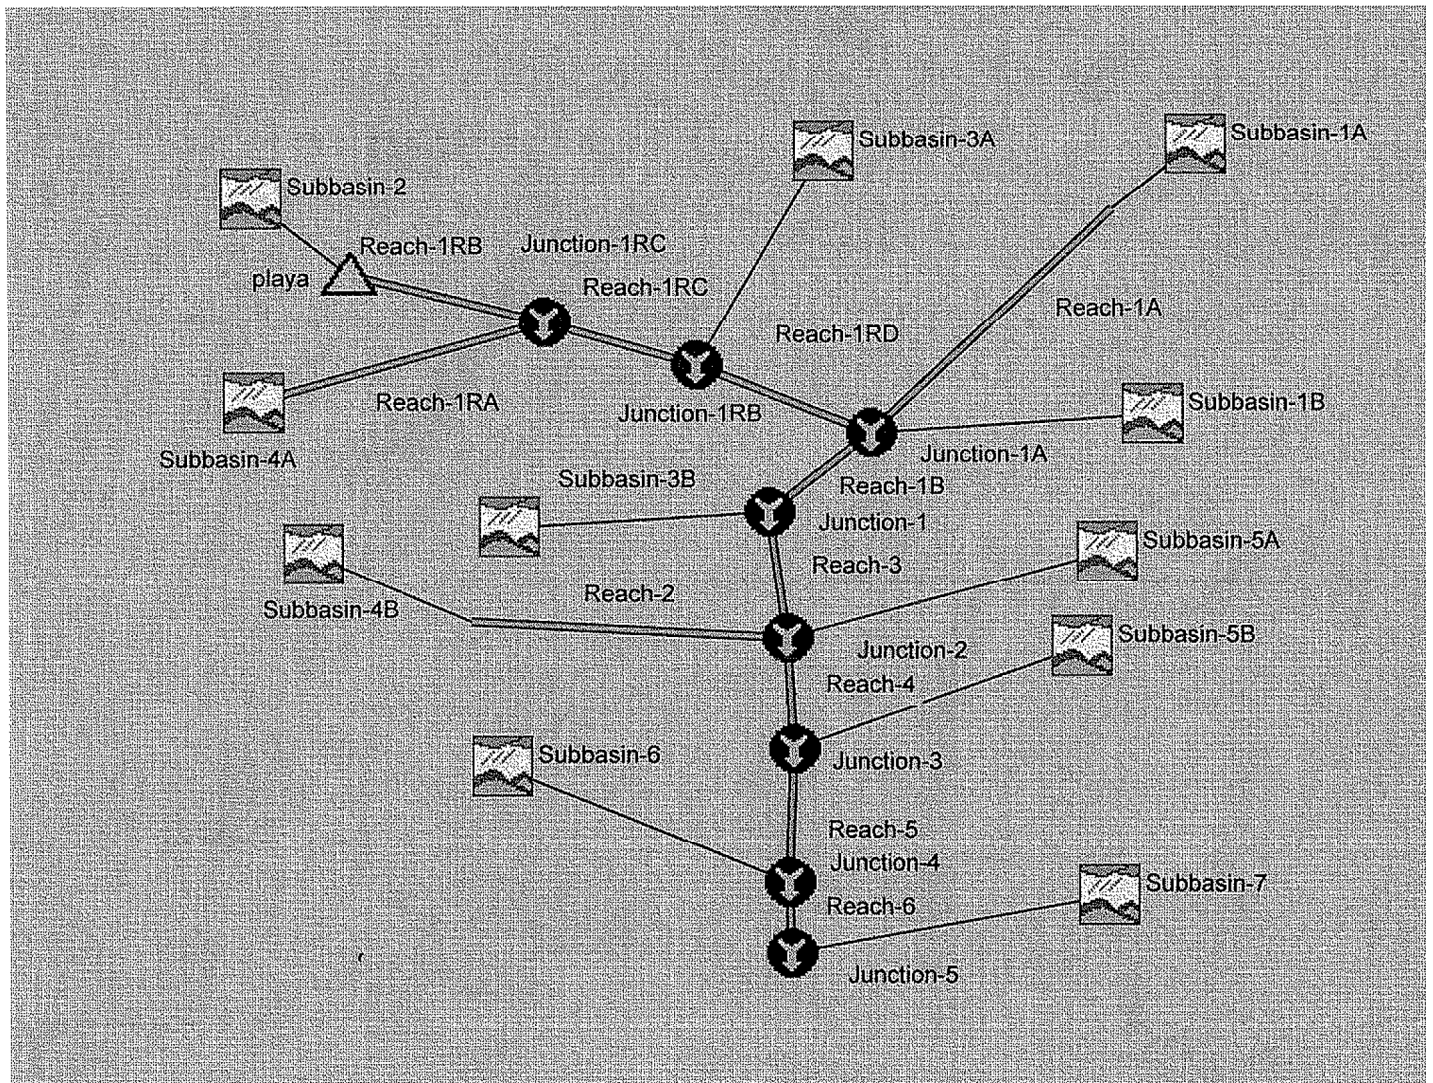 Subbasin-1A
Subbasin-3A
Subbasin-2
Reach-1RB
Junction-1RC
playa
Reach-1RC
Reach-1A
Reach-1RD
Reach-1RA
Junction-1RB
Subbasin-1B
Subbasin-4A
Junction-1A
Subbasin-3B
Reach-1B
Junction-1
Subbasin-5A
Reach-3
Reach-2
Subbasin-4B
Subbasin-5B
Junction-2
Reach-4
Subbasin-6
Junction-3
Reach-5
Junction-4
Subbasin-7
Reach-6
Junction-5